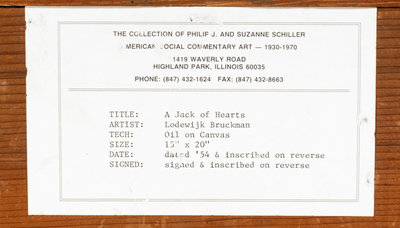 THE COLLECTION OF PHILIP J. AND SUZANNE SCHILLER
MERICAN SOCIAL COMMENTARY ART — 1930-1970
1419 WAVERLY ROAD
HIGHLAND PARK, ILLINOIS 60035
PHONE: (847) 432-1624 FAX: (847) 432-8663
TITLE: A Jack of Hearts
ARTIST: Lodewijk Bruckman
TECH: Oil on Canvas
SIZE: 15" x 20"
DATE: dated '54 & inscribed on reverse
SIGNED: signed & inscribed on reverse